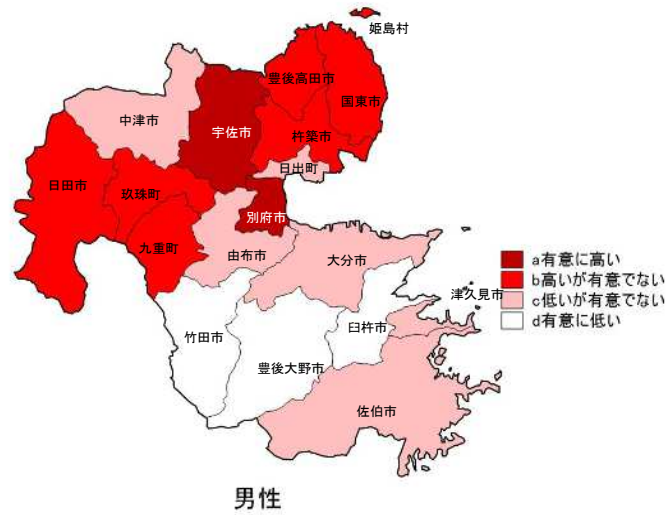 姫島村
豊後高田市
国東市
中津市
宇佐市
杵築市
日出町
日田市
玖珠町
別府市
九重町
由布市
大分市
津久見市
臼杵市
竹田市
豊後大野市
佐伯市
a有意に高い
b高いが有意でない
c低いが有意でない
d有意に低い
男性